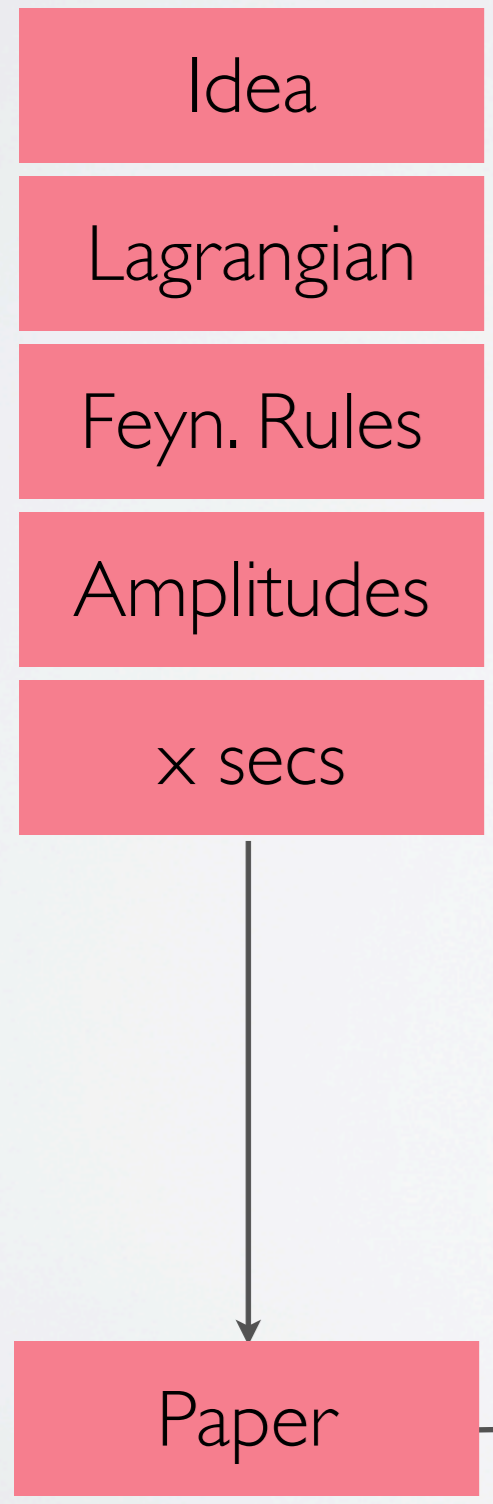 Idea
Lagrangian
Feyn. Rules
Amplitudes
x secs
Paper